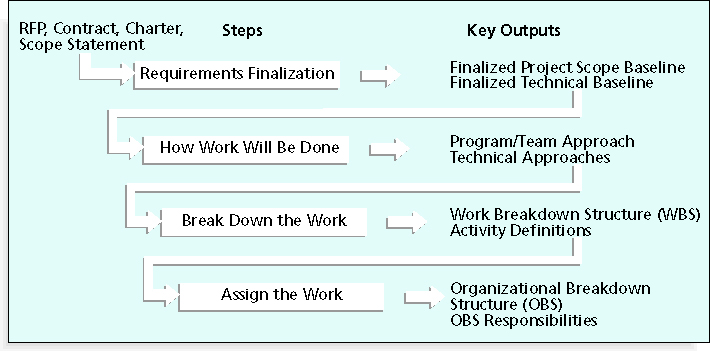 RFP, Contract, Charter,
Scope Statement
Steps
Key Outputs
Requirements Finalization
Finalized Project Scope Baseline
Finalized Technical Baseline
How Work Will Be Done
Program/Team Approach
Technical Approaches
Break Down the Work
Work Breakdown Structure (WBS)
Activity Definitions
Assign the Work
Organizational Breakdown
Structure (OBS)
OBS Responsibilities